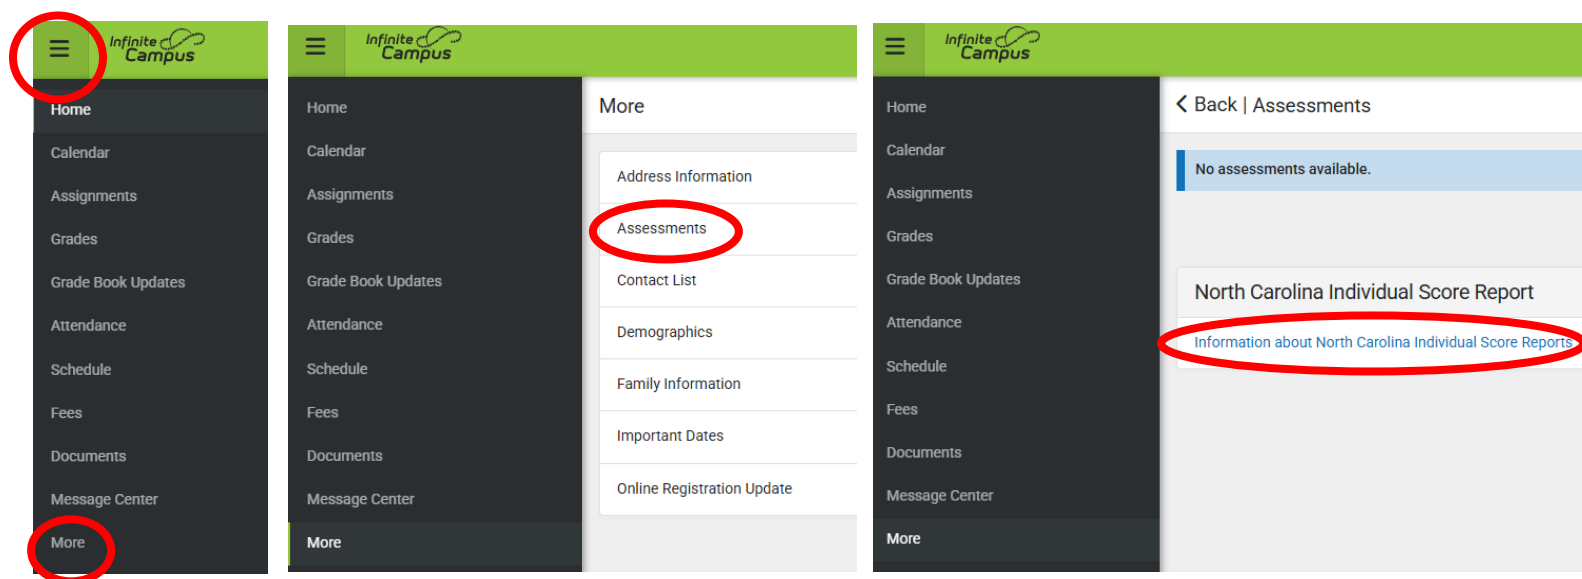 Infinite
Campus
Home
Calendar
Assignments
Grades
Grade Book Updates
Attendance
Schedule
Fees
Documents
Message Center
More
Infinite
Campus
Home
Calendar
Assignments
Grades
Grade Book Updates
Attendance
Schedule
Fees
Documents
Message Center
More
More
Address Information
Assessments
Contact List
Demographics
Family Information
Important Dates
Online Registration Update
Infinite
Campus
Home
Calendar
Assignments
Grades
Grade Book Updates
Attendance
Schedule
Fees
Documents
Message Center
More
Back | Assessments
No assessments available.
North Carolina Individual Score Report
Information about North Carolina Individual Score Reports